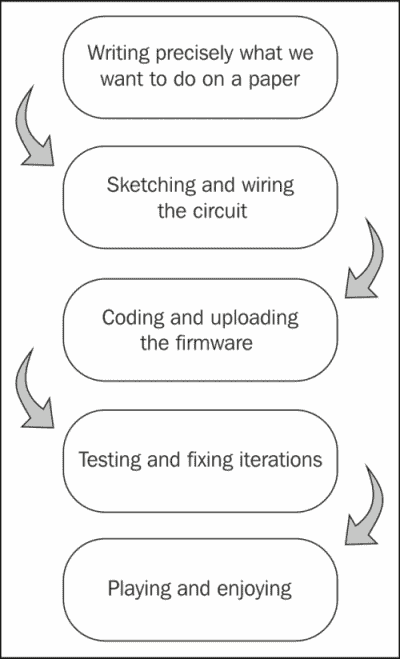 Writing precisely what we
want to do on a paper
Sketching and wiring
the circuit
Coding and uploading
the firmware
Testing and fixing iterations
Playing and enjoying